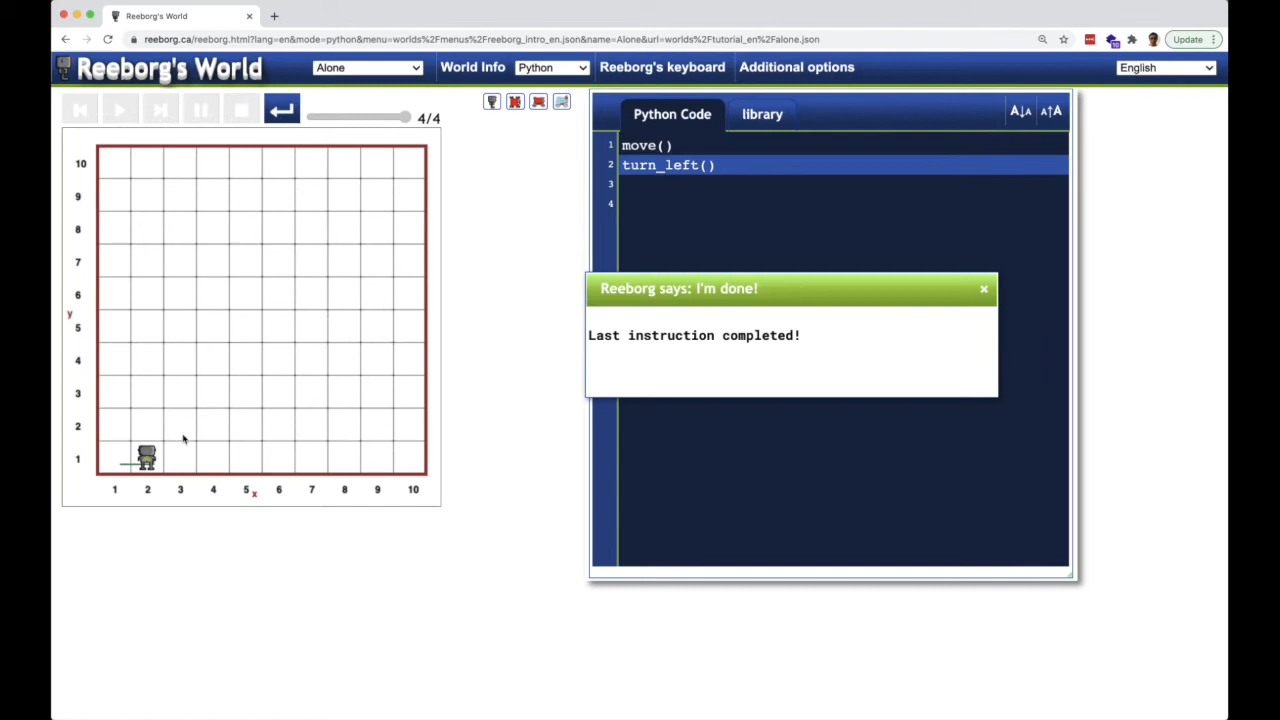 Reeborg's World
reeborg.ca/reeborg.html?lang=en&mode=python&menu=worlds%2Fmenus%2Freeborg_intro_en.json&name=Alone&url=worlds%2Ftutorial_en%2Falone.json
10
Update
Reeborg's World
Alone
World Info
Python
Reeborg's keyboard
Additional options
English
4/4
Python Code
library
A↓A
A↑A
1 move()
2 turn_left()
3
4
Reeborg says: I'm done!
×
Last instruction completed!
10
9
8
7
6
y
5
4
3
2
1
1 2 3 4 5 x 6 7 8 9 10